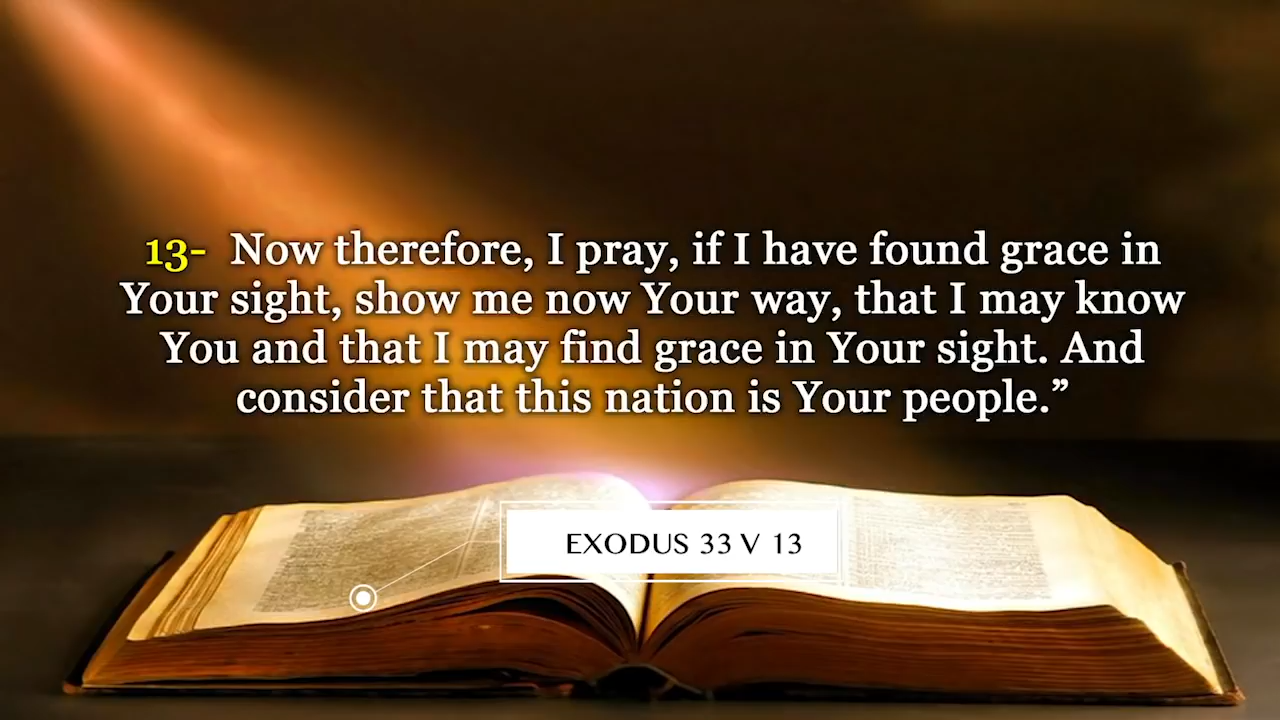 13- Now therefore, I pray, if I have found grace in
Your sight, show me now Your way, that I may know
You and that I may find grace in Your sight. And
consider that this nation is Your people.”
EXODUS 33 V 13